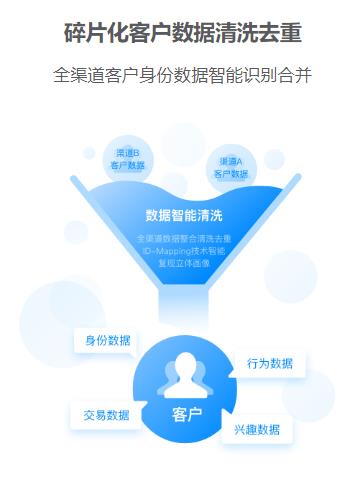 碎片化客户数据清洗去重
全渠道客户身份数据智能识别合并
渠道B
客户数据
渠道A
客户数据
数据智能清洗
全渠道数据整合清洗去重
ID-Mapping技术智能
复现立体画像
身份数据
行为数据
客户
交易数据
兴趣数据